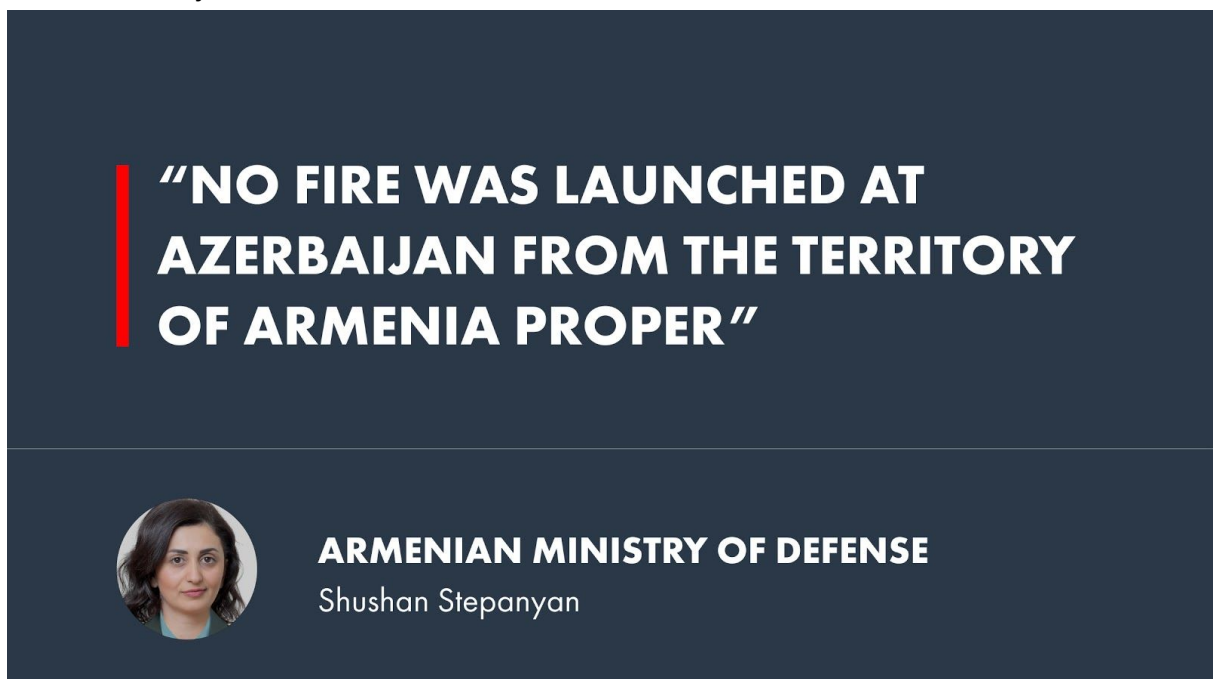 “NO FIRE WAS LAUNCHED AT
AZERBAIJAN FROM THE TERRITORY
OF ARMENIA PROPER”
ARMENIAN MINISTRY OF DEFENSE
Shushan Stepanyan